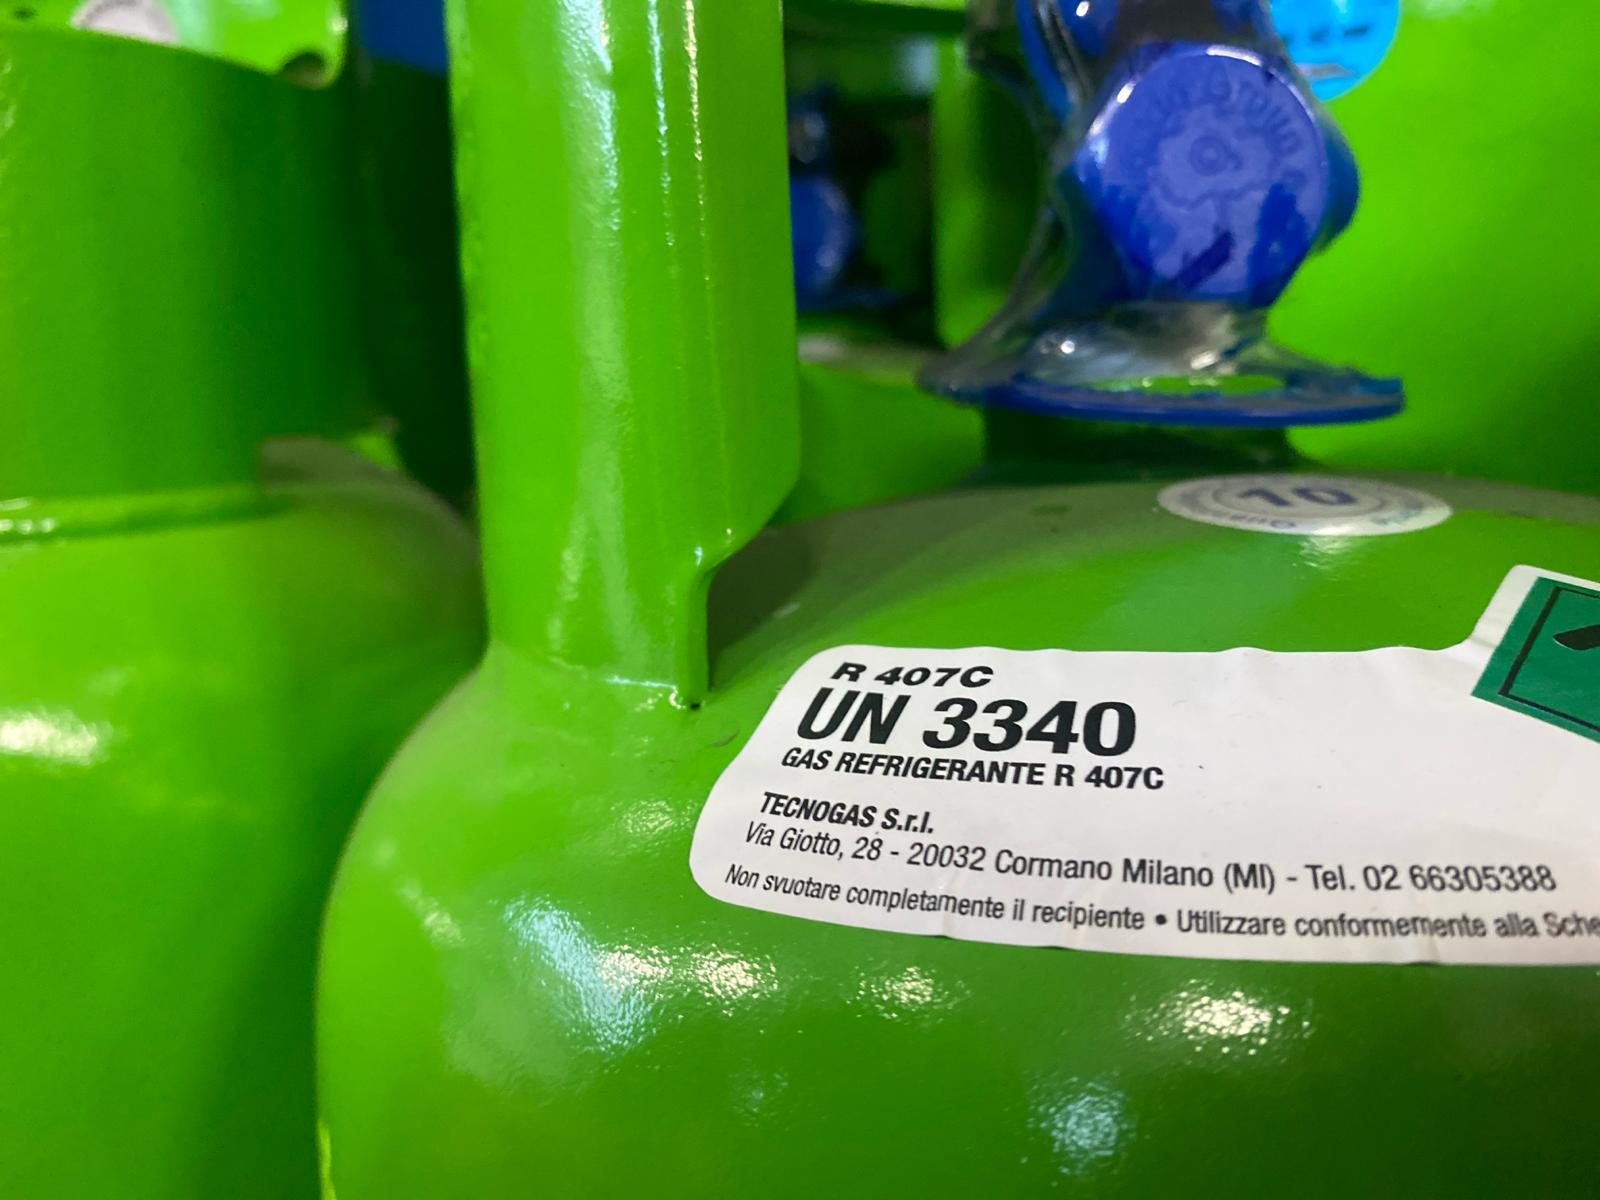 10
R 407C
UN 3340
GAS REFRIGERANTE R 407C
TECNOGAS S.r.l.
Via Giotto, 28 - 20032 Cormano Milano (MI) - Tel. 02 66305388
Non svuotare completamente il recipiente • Utilizzare conformemente alla Sche